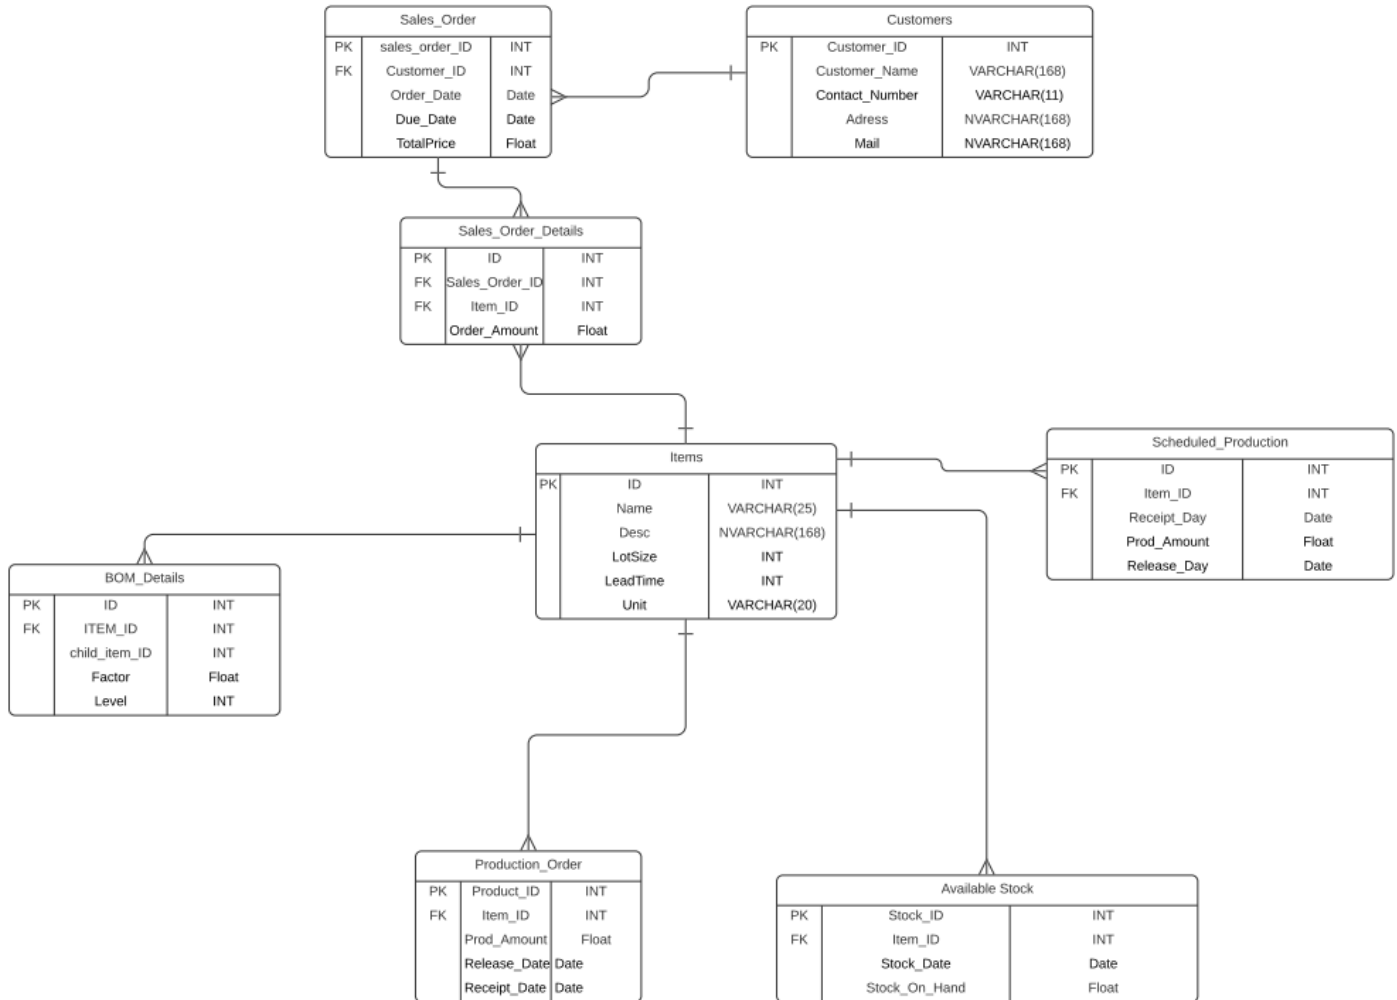 Sales_Order
PK sales_order_ID INT
FK Customer_ID INT
Order_Date Date
Due_Date Date
TotalPrice Float
Customers
PK Customer_ID INT
Customer_Name VARCHAR(168)
Contact_Number VARCHAR(11)
Adress NVARCHAR(168)
Mail NVARCHAR(168)
Sales_Order_Details
PK ID INT
FK Sales_Order_ID INT
FK Item_ID INT
Order_Amount Float
Items
PK ID INT
Name VARCHAR(25)
Desc NVARCHAR(168)
LotSize INT
LeadTime INT
Unit VARCHAR(20)
Scheduled_Production
PK ID INT
FK Item_ID INT
Receipt_Day Date
Prod_Amount Float
Release_Day Date
BOM_Details
PK ID INT
FK ITEM_ID INT
child_item_ID INT
Factor Float
Level INT
Production_Order
PK Product_ID INT
FK Item_ID INT
Prod_Amount Float
Release_Date Date
Receipt_Date Date
Available Stock
PK Stock_ID INT
FK Item_ID INT
Stock_Date Date
Stock_On_Hand Float